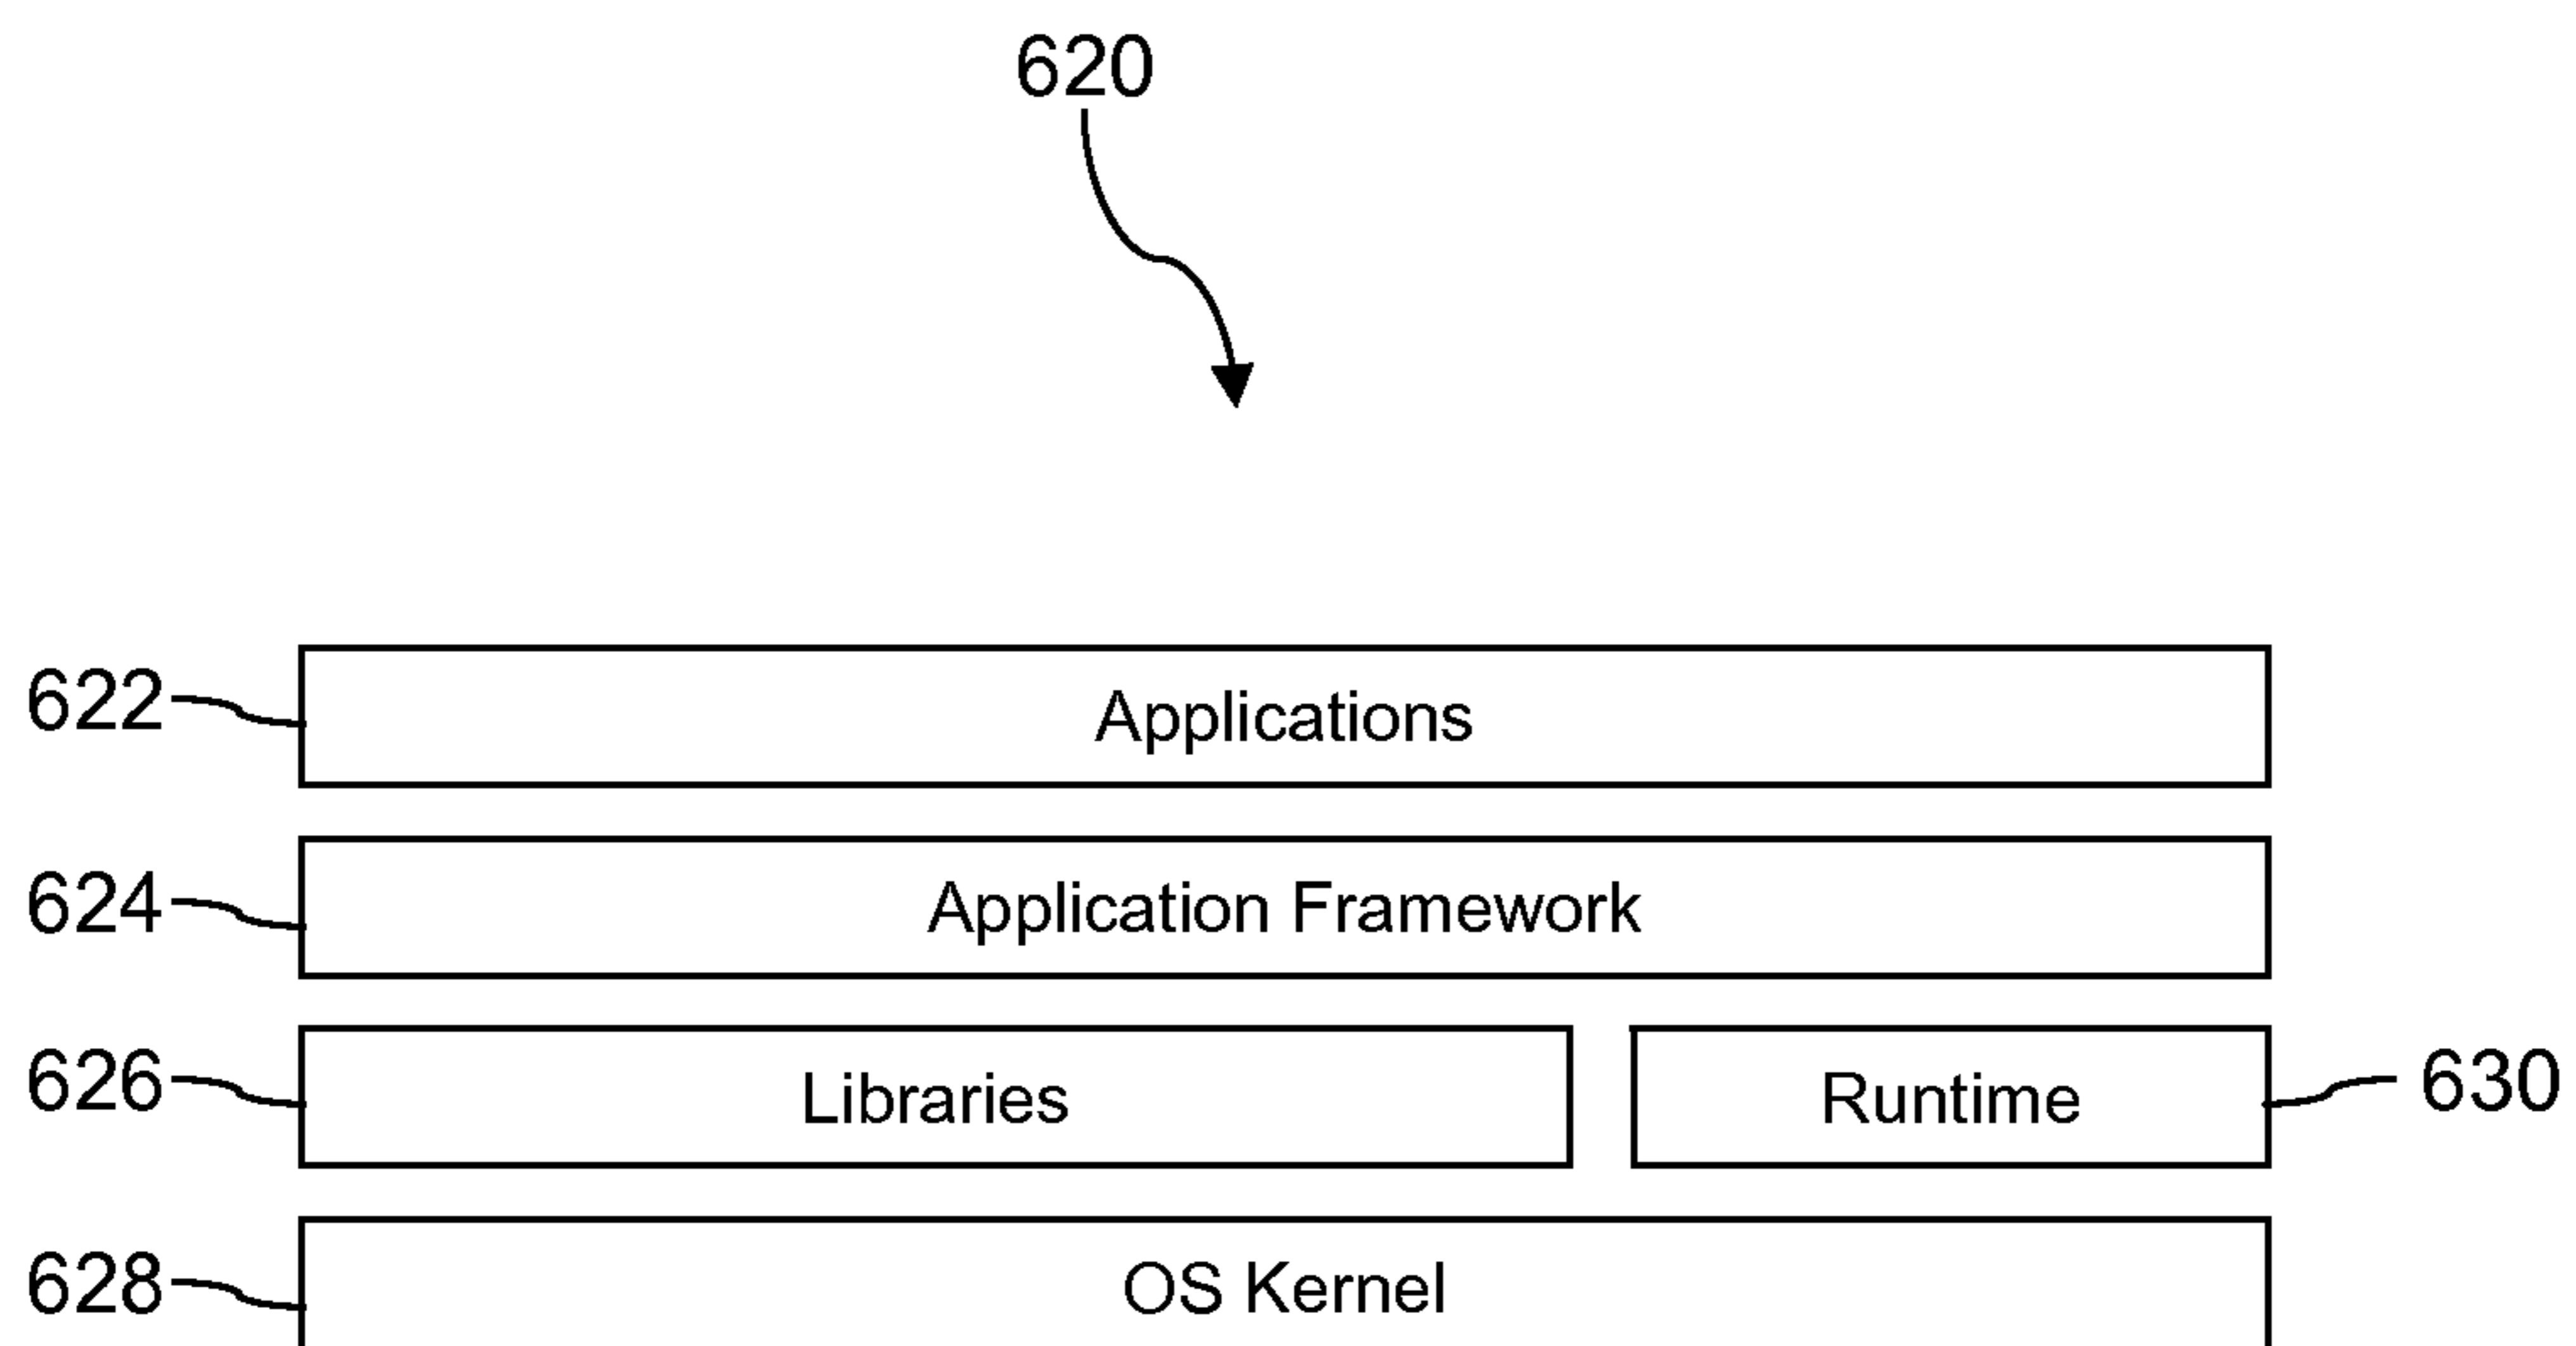 620
622 Applications
624 Application Framework
626 Libraries Runtime 630
628 OS Kernel